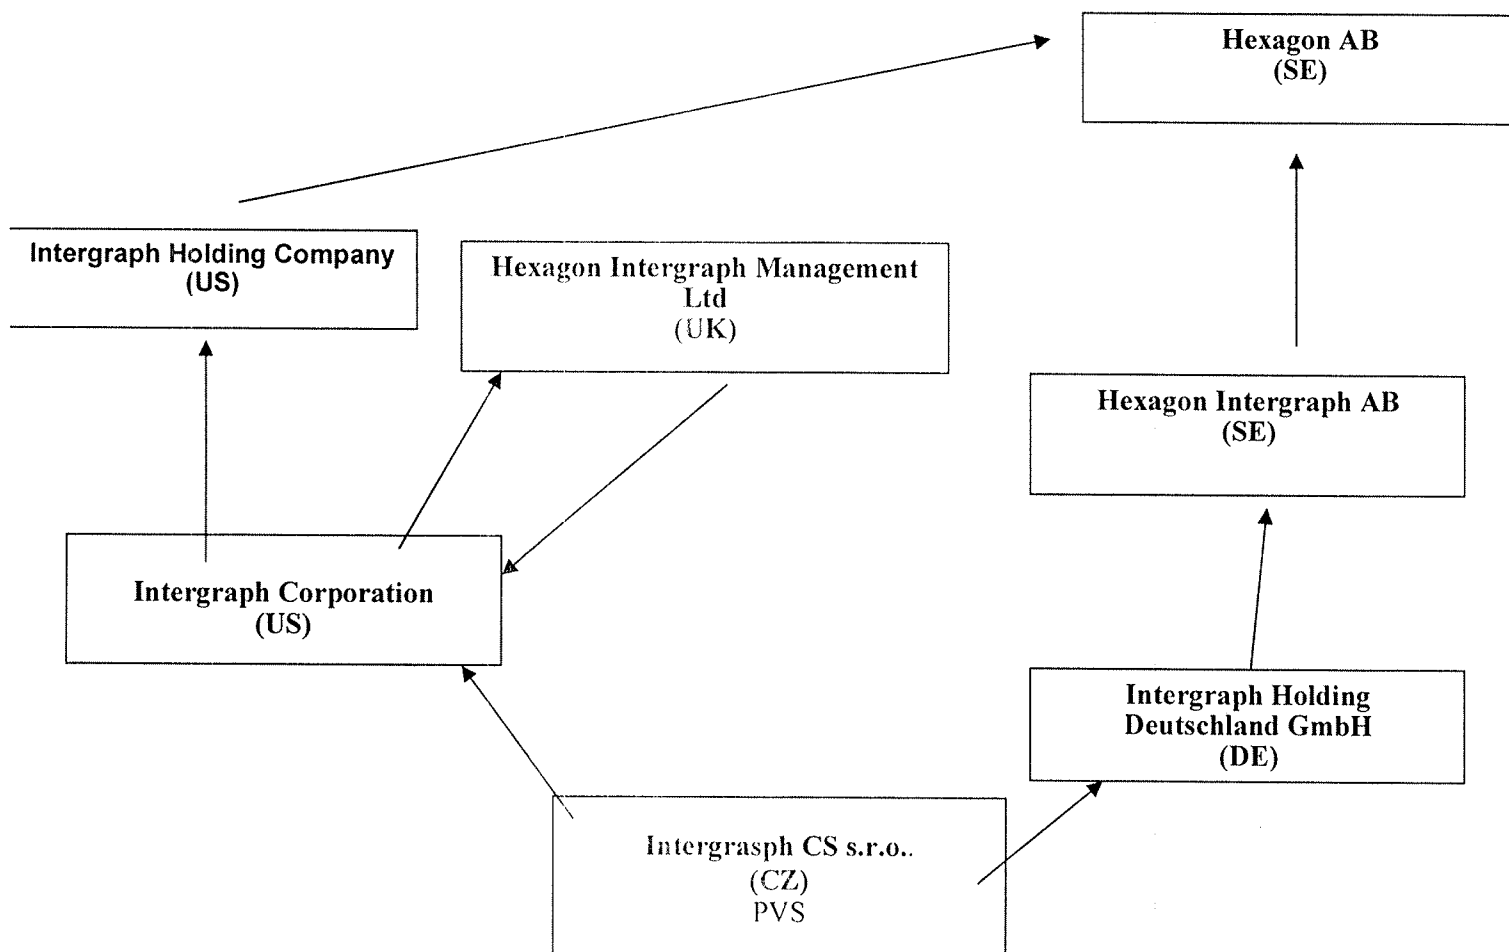 Hexagon AB
(SE)
Intergraph Holding Company
(US)
Hexagon Intergraph Management
Ltd
(UK)
Hexagon Intergraph AB
(SE)
Intergraph Corporation
(US)
Intergraph Holding
Deutschland GmbH
(DE)
Intergrasph CS s.r.o..
(CZ)
PVS